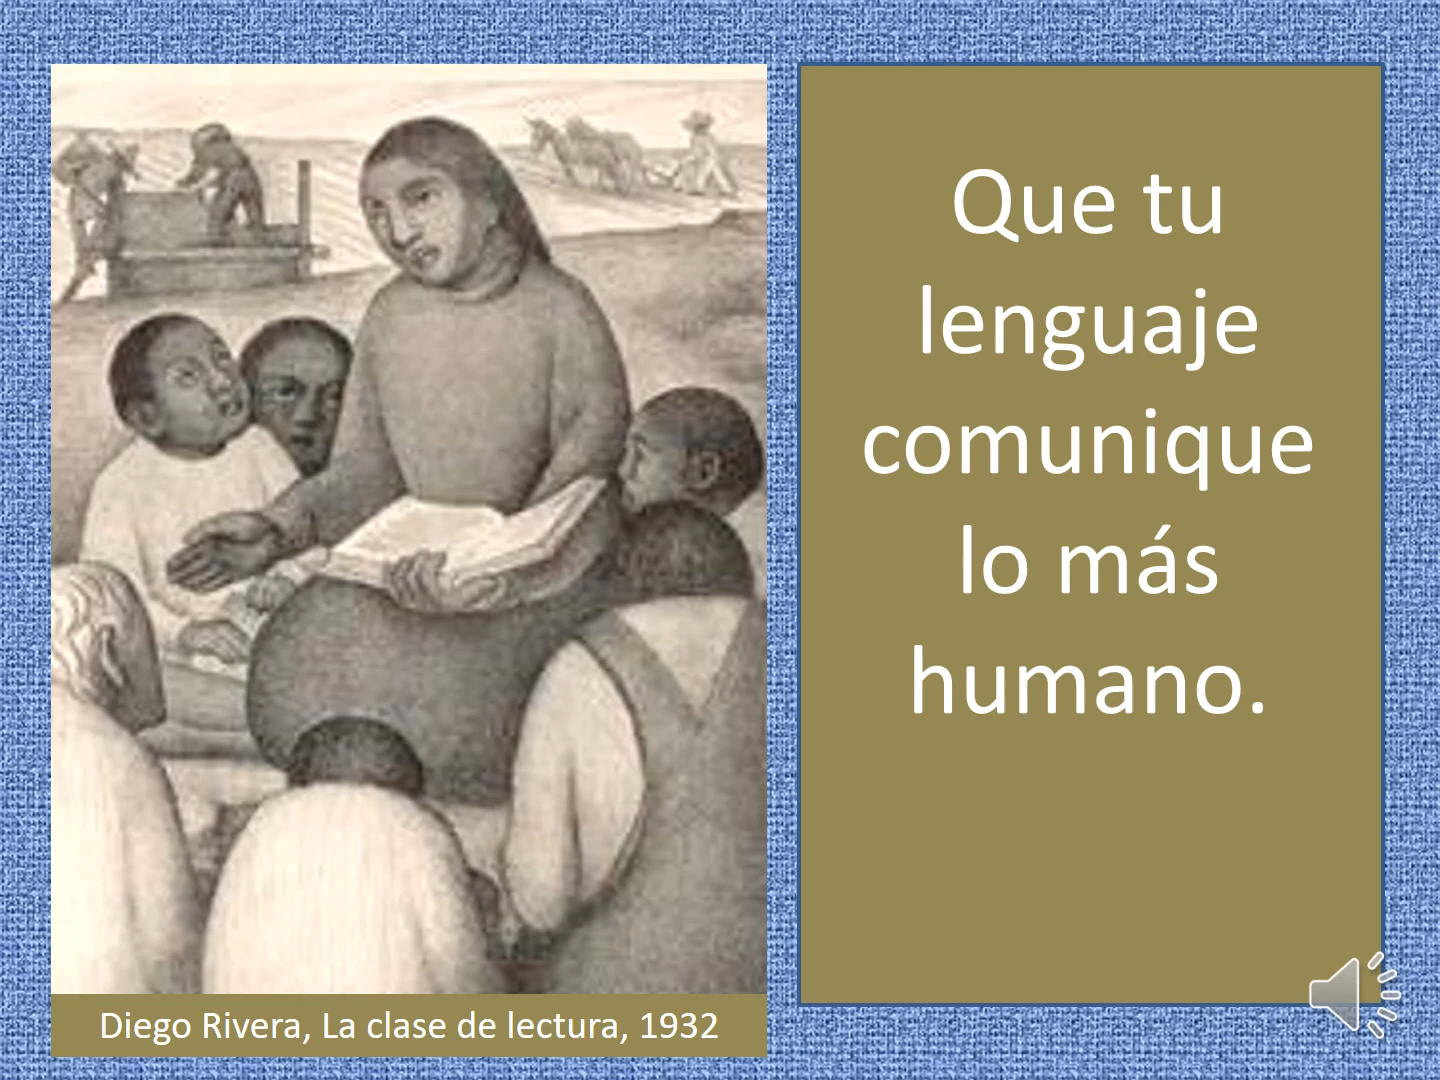 Que tu
lenguaje
comunique
lo más
humano.
Diego Rivera, La clase de lectura, 1932